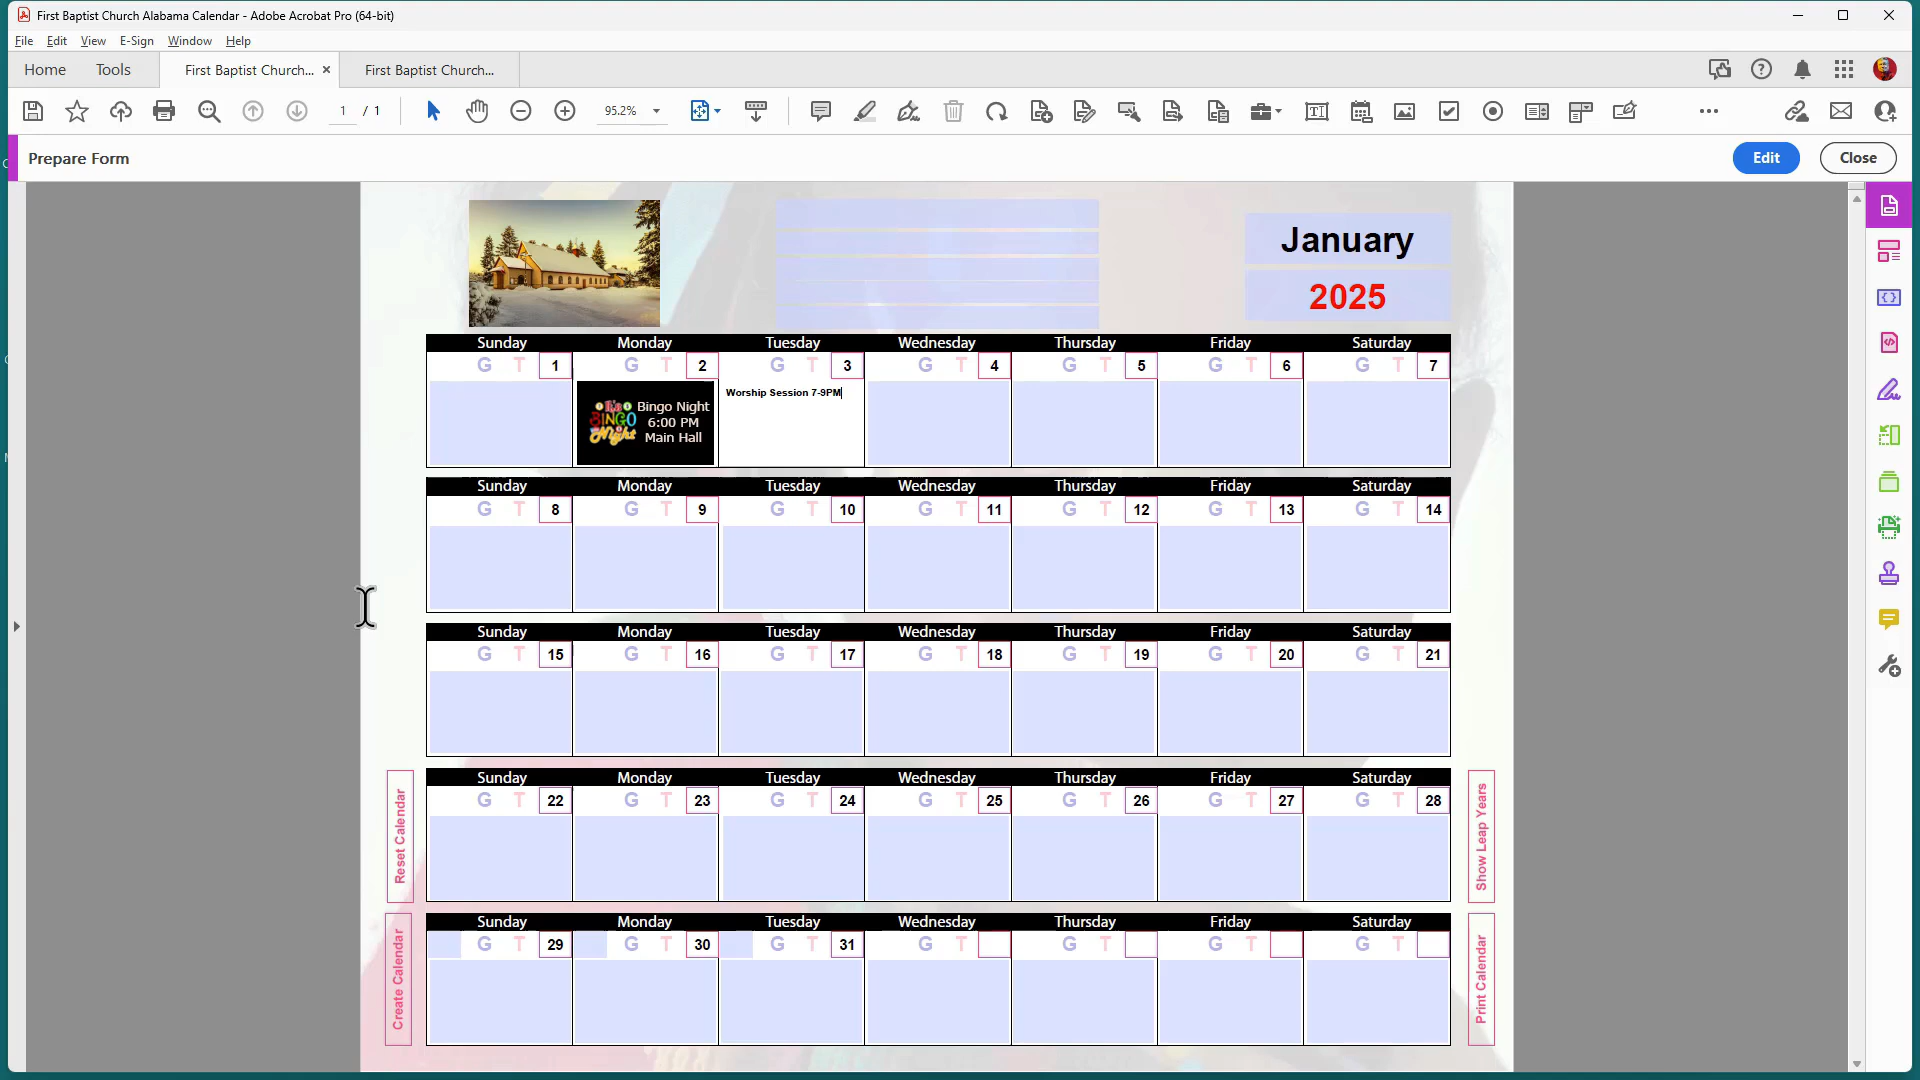 First Baptist Church Alabama Calendar - Adobe Acrobat Pro (64-bit)
File Edit View E-Sign Window Help
Home Tools First Baptist Church... × First Baptist Church...
1 / 1 95.2%
Prepare Form Edit Close
January
2025
Sunday Monday Tuesday Wednesday Thursday Friday Saturday
G T 1 G T 2 G T 3 G T 4 G T 5 G T 6 G T 7
It's
BINGO
Night
Bingo Night
6:00 PM
Main Hall
Worship Session 7-9PM
Sunday Monday Tuesday Wednesday Thursday Friday Saturday
G T 8 G T 9 G T 10 G T 11 G T 12 G T 13 G T 14
Sunday Monday Tuesday Wednesday Thursday Friday Saturday
G T 15 G T 16 G T 17 G T 18 G T 19 G T 20 G T 21
Reset Calendar
Sunday Monday Tuesday Wednesday Thursday Friday Saturday
G T 22 G T 23 G T 24 G T 25 G T 26 G T 27 G T 28
Show Leap Years
Create Calendar
Sunday Monday Tuesday Wednesday Thursday Friday Saturday
G T 29 G T 30 G T 31 G T G T G T G T
Print Calendar